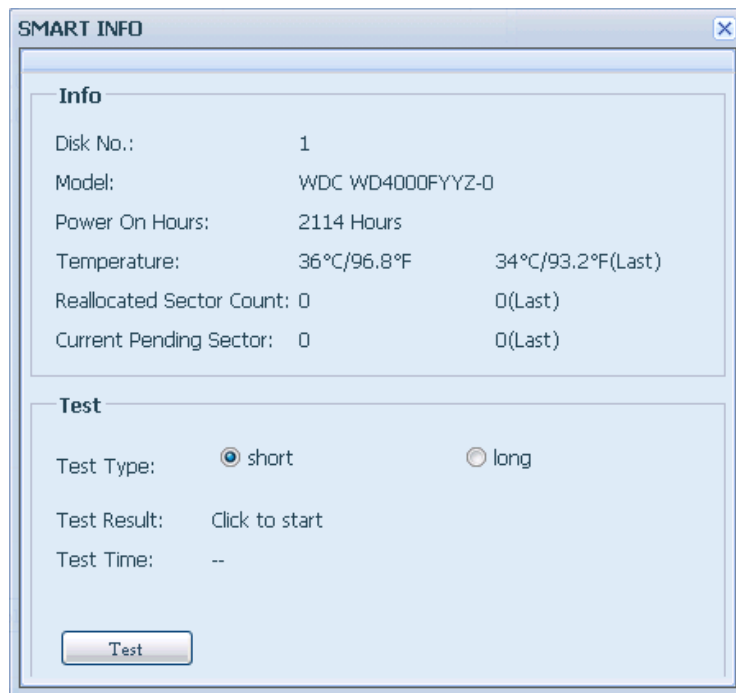 SMART INFO
Info
Disk No.: 1
Model: WDC WD4000FYYZ-0
Power On Hours: 2114 Hours
Temperature: 36°C/96.8°F 34°C/93.2°F(Last)
Reallocated Sector Count: 0 0(Last)
Current Pending Sector: 0 0(Last)
Test
Test Type: short long
Test Result: Click to start
Test Time: --
Test